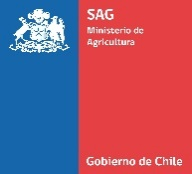 SAG
Ministerio de
Agricultura
Gobierno de Chile